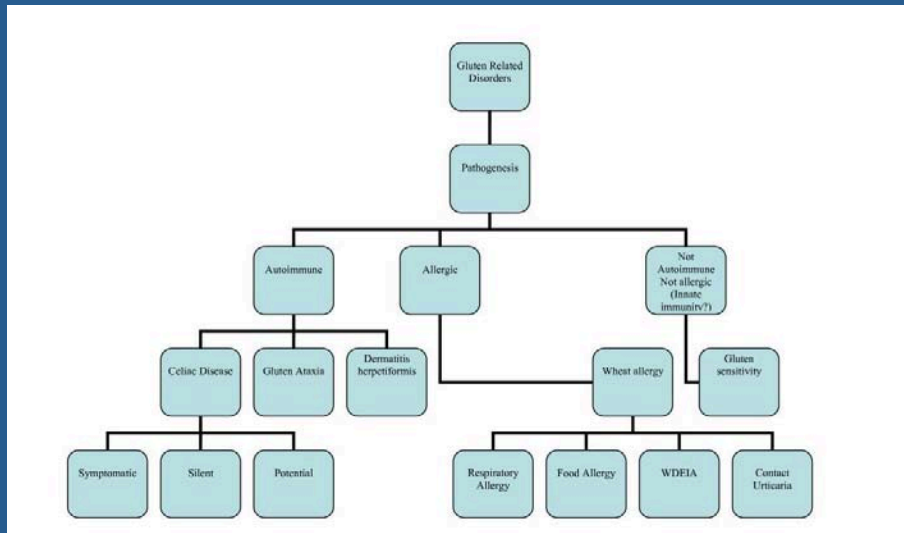 Gluten Related
Disorders
Pathogenesis
Autoimmune
Allergic
Not
Autoimmune
Not allergic
(Innate
immunity?)
Celiac Disease
Gluten Ataxia
Dermatitis
herpetiformis
Wheat allergy
Gluten
sensitivity
Symptomatic
Silent
Potential
Respiratory
Allergy
Food Allergy
WDEIA
Contact
Urticaria